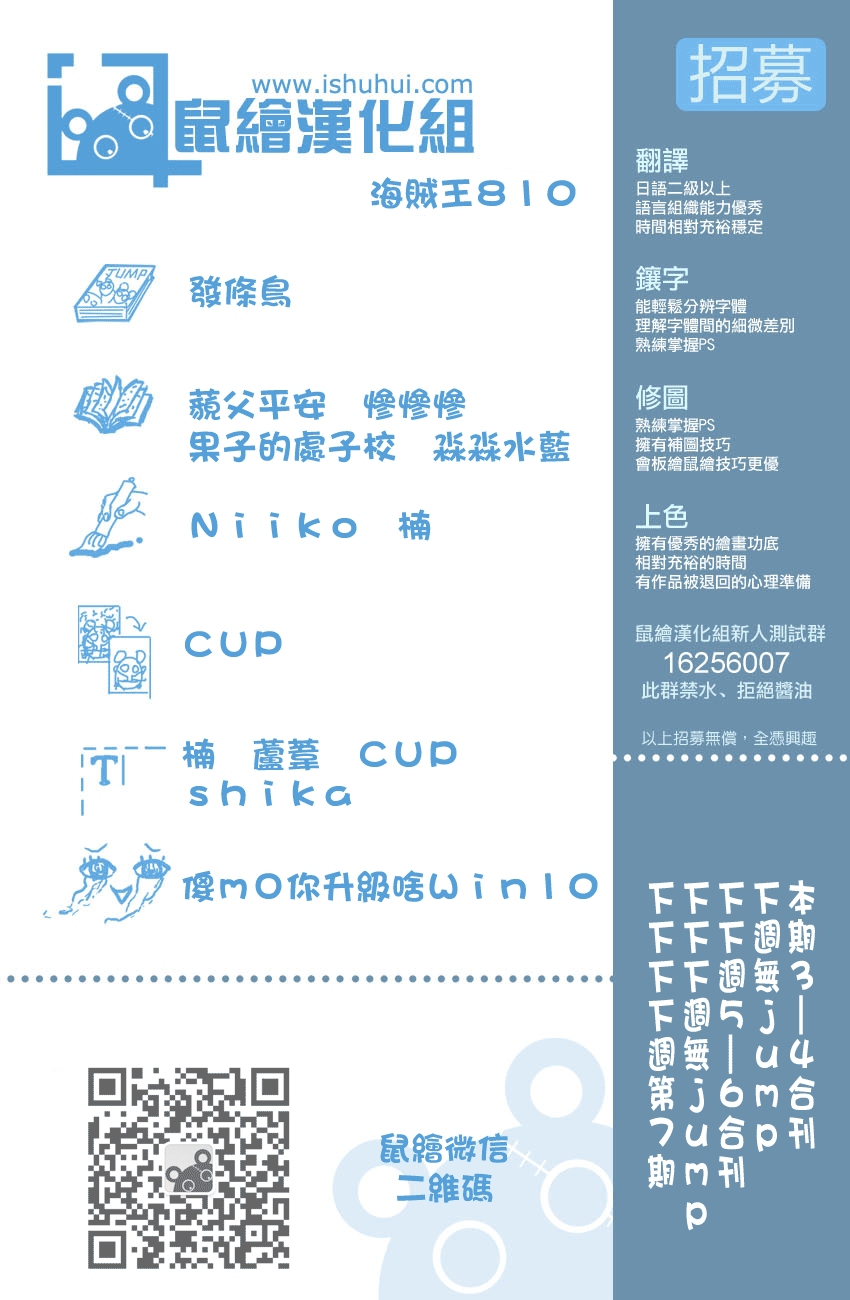 www.ishuhui.com
鼠繪漢化組
海賊王810
JUMP
發條鳥
藐父平安 慘慘慘
果子的處子校 淼淼水藍
Niiko 楠
CUP
T
楠 蘆葦 CUP
shika
傻mO你升級啥Win10
鼠繪微信
二維碼
招募
翻譯
日語二級以上
語言組織能力優秀
時間相對充裕穩定
鑲字
能輕鬆分辨字體
理解字體間的細微差別
熟練掌握PS
修圖
熟練掌握PS
擁有補圖技巧
會板繪鼠繪技巧更優
上色
擁有優秀的繪畫功底
相對充裕的時間
有作品被退回的心理準備
鼠繪漢化組新人測試群
16256007
此群禁水、拒絕醬油
以上招募無償，全憑興趣
本期3—4合刊
下週無jump
下下週5—6合刊
下下下週無jump
下下下下週第7期